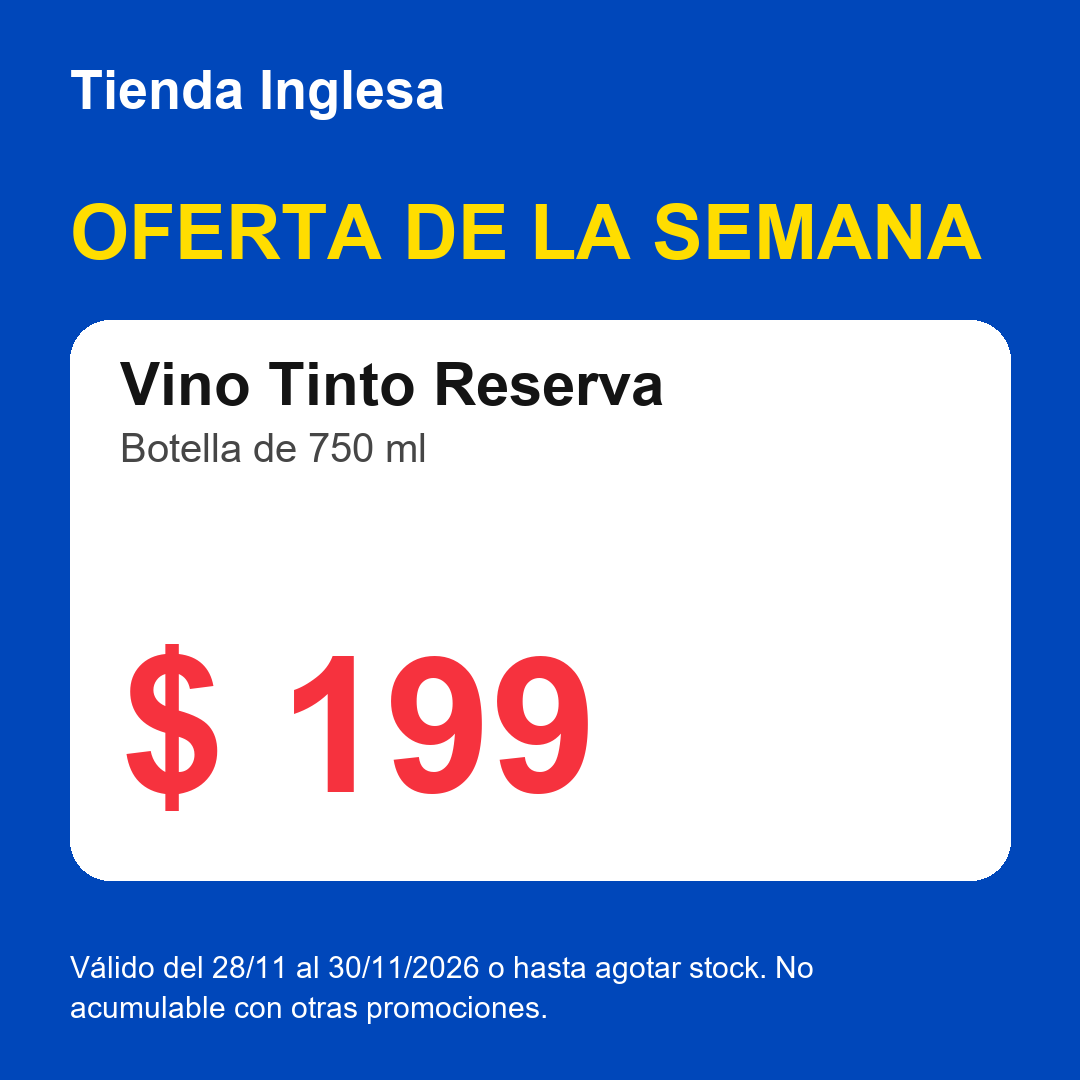 Tienda Inglesa
OFERTA DE LA SEMANA
Vino Tinto Reserva
Botella de 750 ml
$ 199
Válido del 28/11 al 30/11/2026 o hasta agotar stock. No
acumulable con otras promociones.